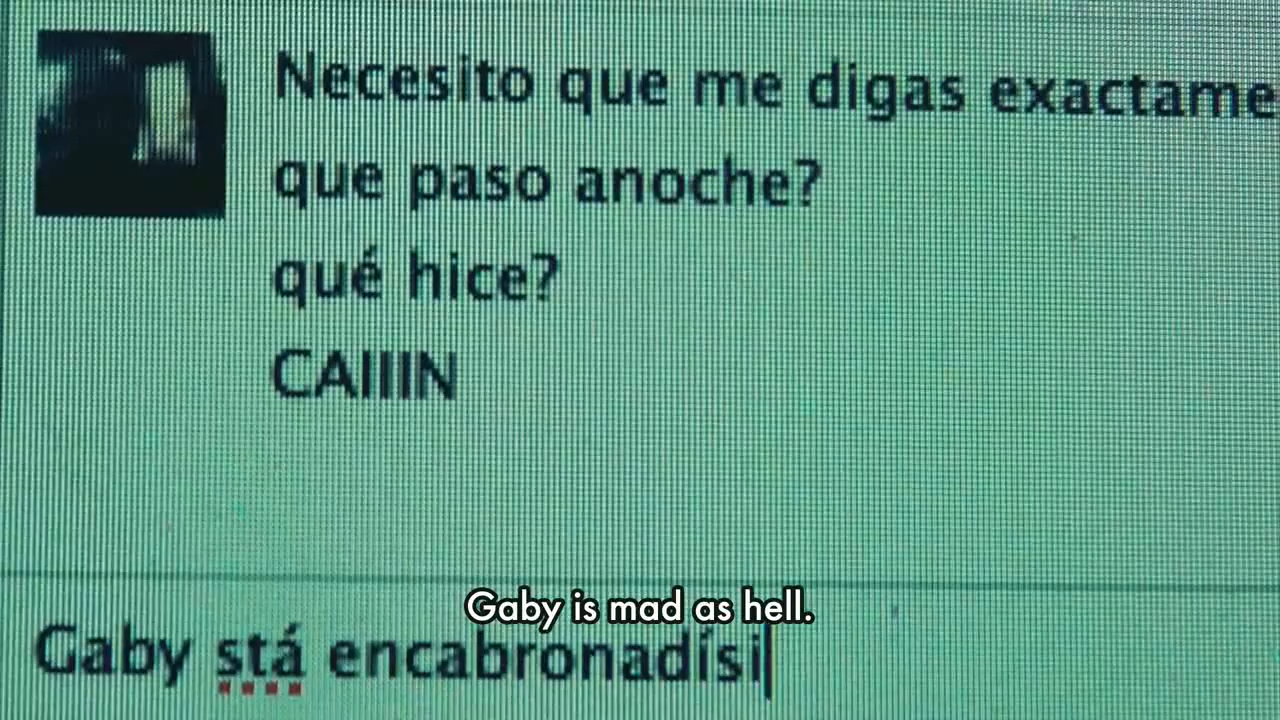 Necesito que me digas exactame
que paso anoche?
qué hice?
CAIIIN
Gaby is mad as hell.
Gaby stá encabronadísi